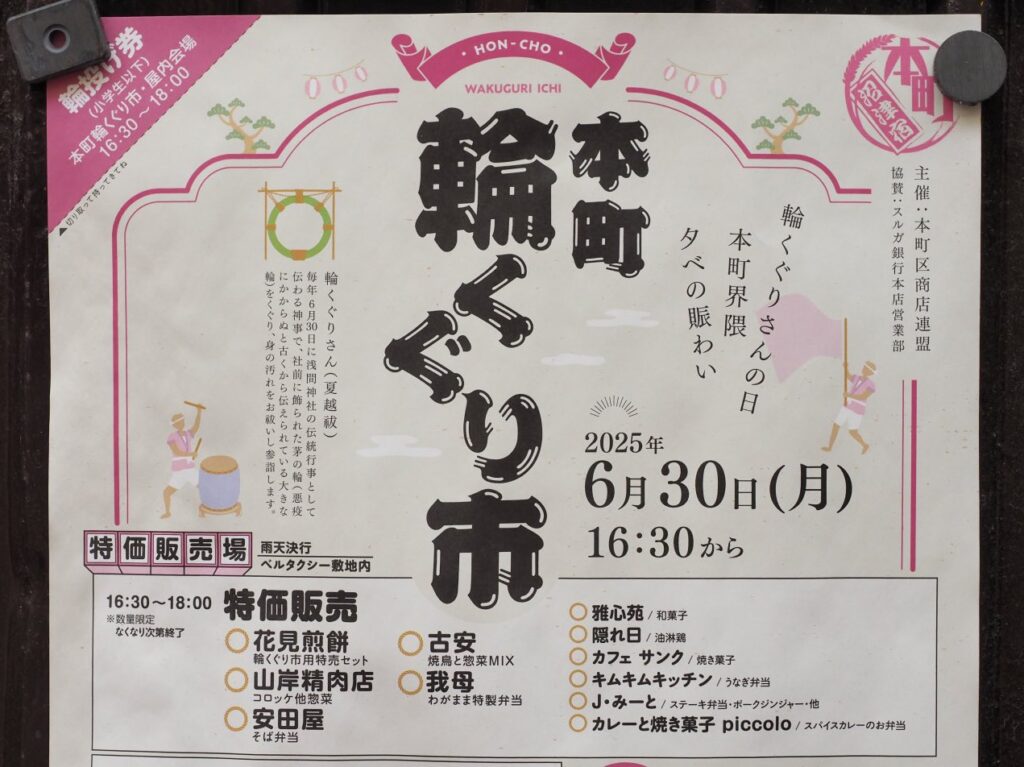 輪投げ券
(小学生以下)
本町輪くぐり市・屋内会場
16:30〜18:00
▲切り取って持ってきてね
HON-CHO
WAKUGURI ICHI
本町
沼津宿
主催：本町区商店連盟
協賛：スルガ銀行本店営業部
本町
輪くぐり市
輪くぐりさんの日
本町界隈
夕べの賑わい
2025年
6月30日(月)
16:30から
輪くぐりさん(夏越祓)
毎年6月30日に浅間神社の伝統行事として
伝わる神事で、社前に飾られた茅の輪(悪疫
にかからぬと古くから伝えられている大きな
輪)をくぐり、身の汚れをお祓いし参詣します。
特価販売場
雨天決行
ベルタクシー敷地内
16:30〜18:00
※数量限定
なくなり次第終了
特価販売
花見煎餅
輪くぐり市用特売セット
山岸精肉店
コロッケ他惣菜
安田屋
そば弁当
古安
焼鳥と惣菜MIX
我母
わがまま特製弁当
雅心苑 / 和菓子
隠れ日 / 油淋鶏
カフェ サンク / 焼き菓子
キムキムキッチン / うなぎ弁当
J・みーと / ステーキ弁当・ポークジンジャー・他
カレーと焼き菓子 piccolo / スパイスカレーのお弁当